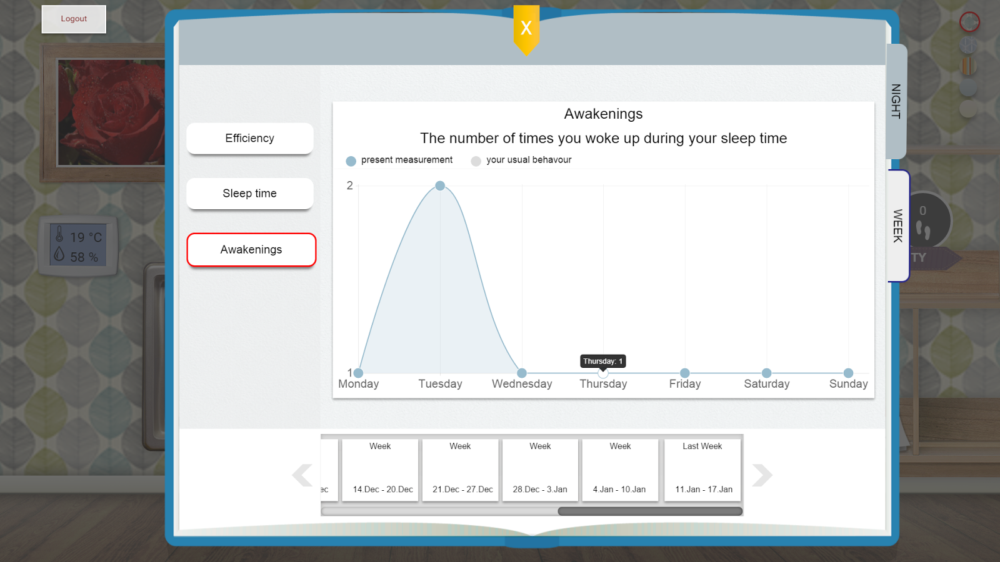 Logout
X
NIGHT
WEEK
Efficiency
Sleep time
Awakenings
19 °C
58 %
0
TY
Awakenings
The number of times you woke up during your sleep time
present measurement your usual behavour
2
1
Thursday: 1
Monday Tuesday Wednesday Thursday Friday Saturday Sunday
Week Week Week Week Last Week
ec 14.Dec - 20.Dec 21.Dec - 27.Dec 28.Dec - 3.Jan 4.Jan - 10.Jan 11.Jan - 17.Jan